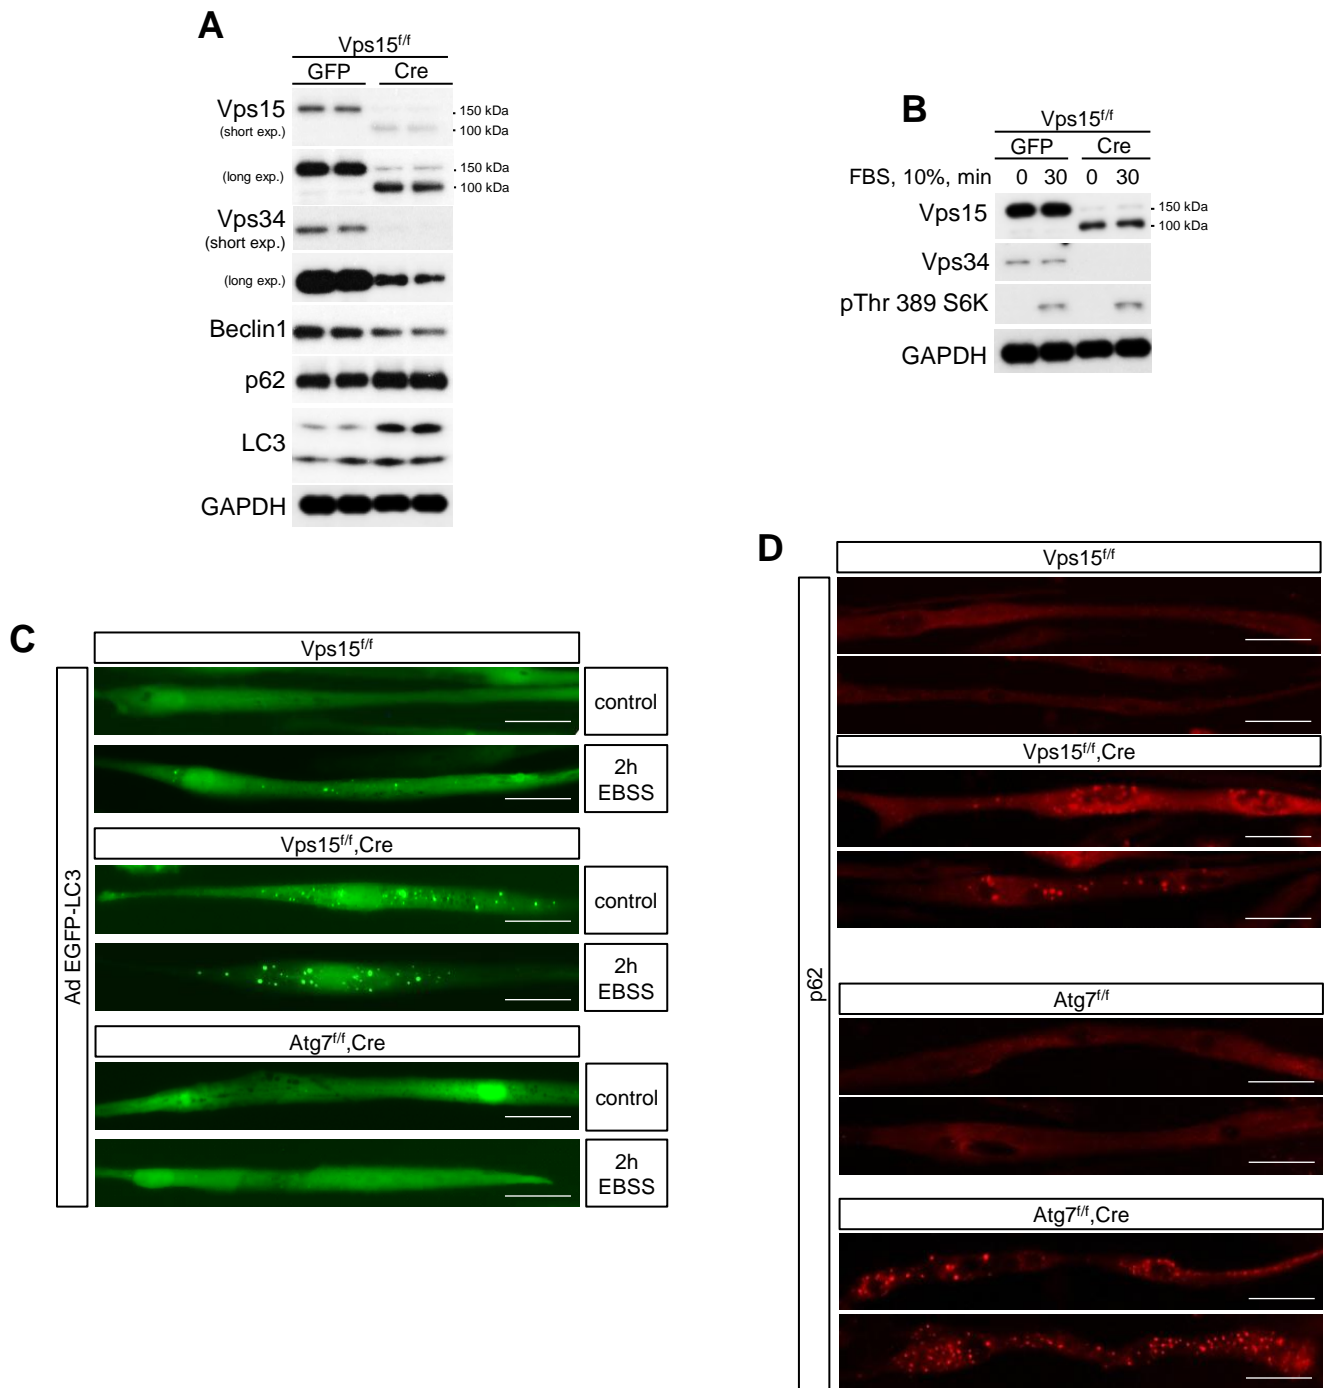 A
Vps15f/f
GFP Cre
Vps15
(short exp.)
150 kDa
100 kDa
(long exp.)
150 kDa
100 kDa
Vps34
(short exp.)
(long exp.)
Beclin1
p62
LC3
GAPDH
B
Vps15f/f
GFP Cre
FBS, 10%, min 0 30 0 30
Vps15
150 kDa
100 kDa
Vps34
pThr 389 S6K
GAPDH
C
Ad EGFP-LC3
Vps15f/f
control
2h
EBSS
Vps15f/f,Cre
control
2h
EBSS
Atg7f/f,Cre
control
2h
EBSS
D
p62
Vps15f/f
Vps15f/f,Cre
Atg7f/f
Atg7f/f,Cre